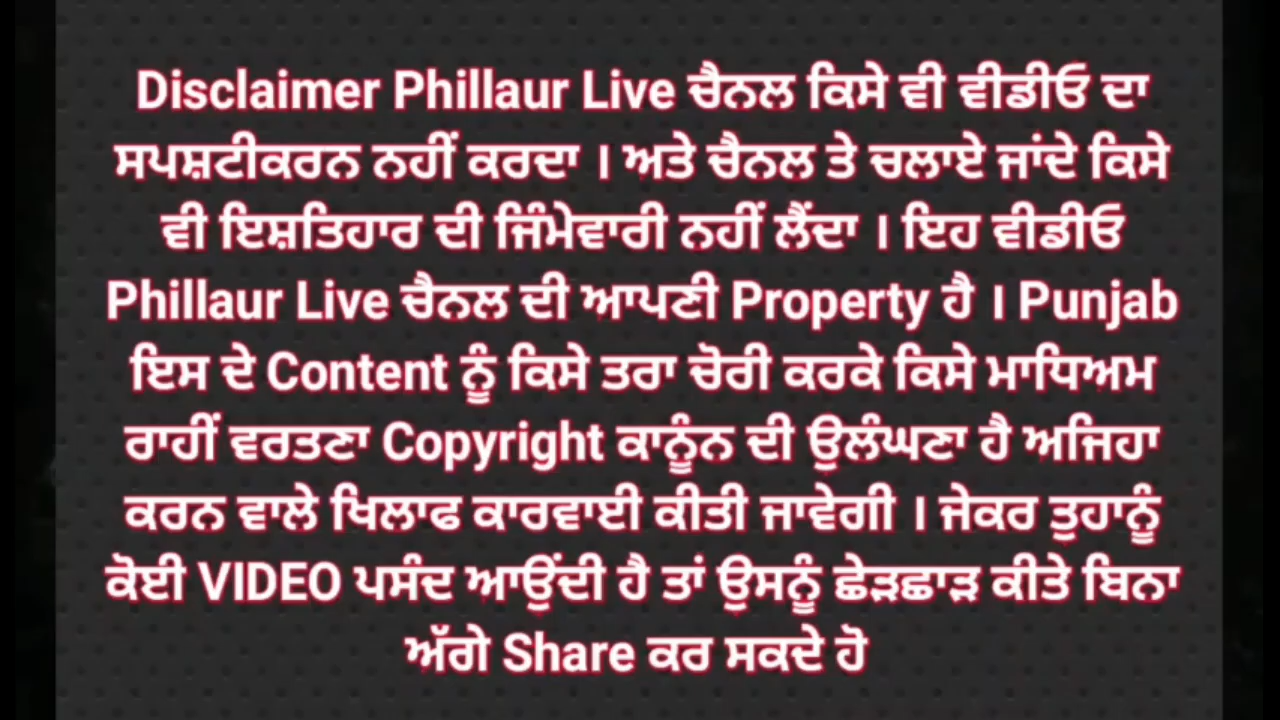 Disclaimer Phillaur Live ਚੈਨਲ ਕਿਸੇ ਵੀ ਵੀਡੀਓ ਦਾ
ਸਪਸ਼ਟੀਕਰਨ ਨਹੀਂ ਕਰਦਾ । ਅਤੇ ਚੈਨਲ ਤੇ ਚਲਾਏ ਜਾਂਦੇ ਕਿਸੇ
ਵੀ ਇਸ਼ਤਿਹਾਰ ਦੀ ਜਿੰਮੇਵਾਰੀ ਨਹੀਂ ਲੈਂਦਾ । ਇਹ ਵੀਡੀਓ
Phillaur Live ਚੈਨਲ ਦੀ ਆਪਣੀ Property ਹੈ । Punjab
ਇਸ ਦੇ Content ਨੂੰ ਕਿਸੇ ਤਰਾ ਚੋਰੀ ਕਰਕੇ ਕਿਸੇ ਮਾਧਿਅਮ
ਰਾਹੀਂ ਵਰਤਣਾ Copyright ਕਾਨੂੰਨ ਦੀ ਉਲੰਘਣਾ ਹੈ ਅਜਿਹਾ
ਕਰਨ ਵਾਲੇ ਖਿਲਾਫ ਕਾਰਵਾਈ ਕੀਤੀ ਜਾਵੇਗੀ । ਜੇਕਰ ਤੁਹਾਨੂੰ
ਕੋਈ VIDEO ਪਸੰਦ ਆਉਂਦੀ ਹੈ ਤਾਂ ਉਸਨੂੰ ਛੇੜਛਾੜ ਕੀਤੇ ਬਿਨਾ
ਅੱਗੇ Share ਕਰ ਸਕਦੇ ਹੋ